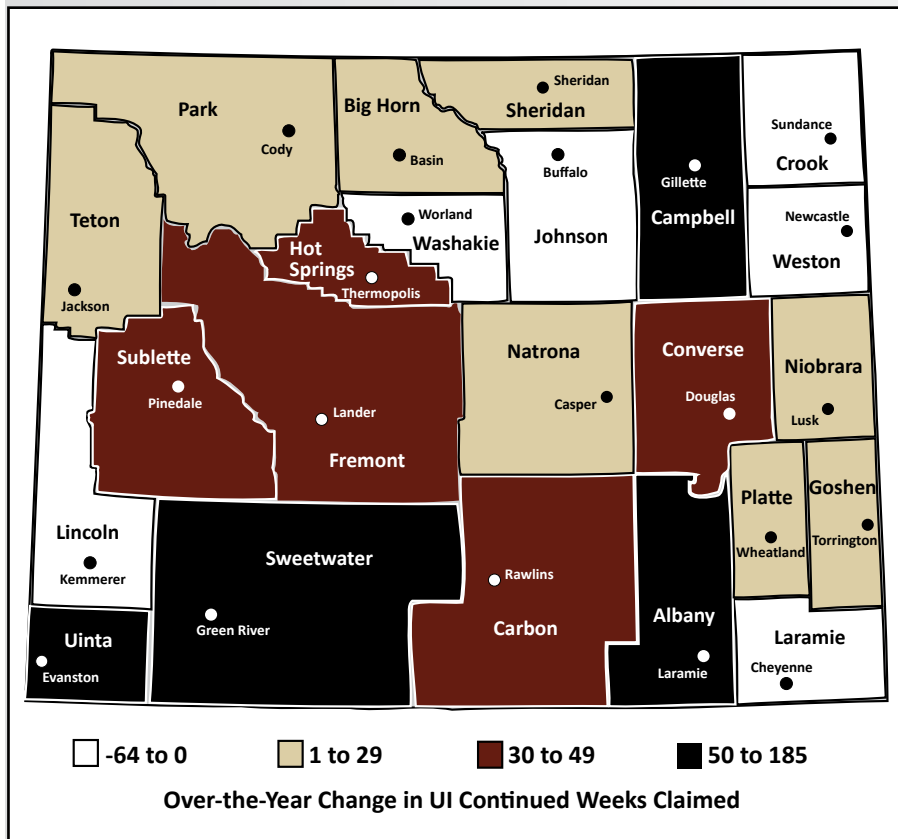 Sheridan
Park
Big Horn
Sheridan
Cody
Basin
Buffalo
Sundance
Crook
Gillette
Teton
Worland
Washakie
Johnson
Campbell
Newcastle
Weston
Hot
Springs
Thermopolis
Jackson
Sublette
Pinedale
Natrona
Casper
Converse
Douglas
Niobrara
Lusk
Lander
Fremont
Platte
Wheatland
Goshen
Torrington
Lincoln
Kemmerer
Sweetwater
Green River
Rawlins
Carbon
Albany
Laramie
Laramie
Cheyenne
Uinta
Evanston
-64 to 0
1 to 29
30 to 49
50 to 185
Over-the-Year Change in UI Continued Weeks Claimed